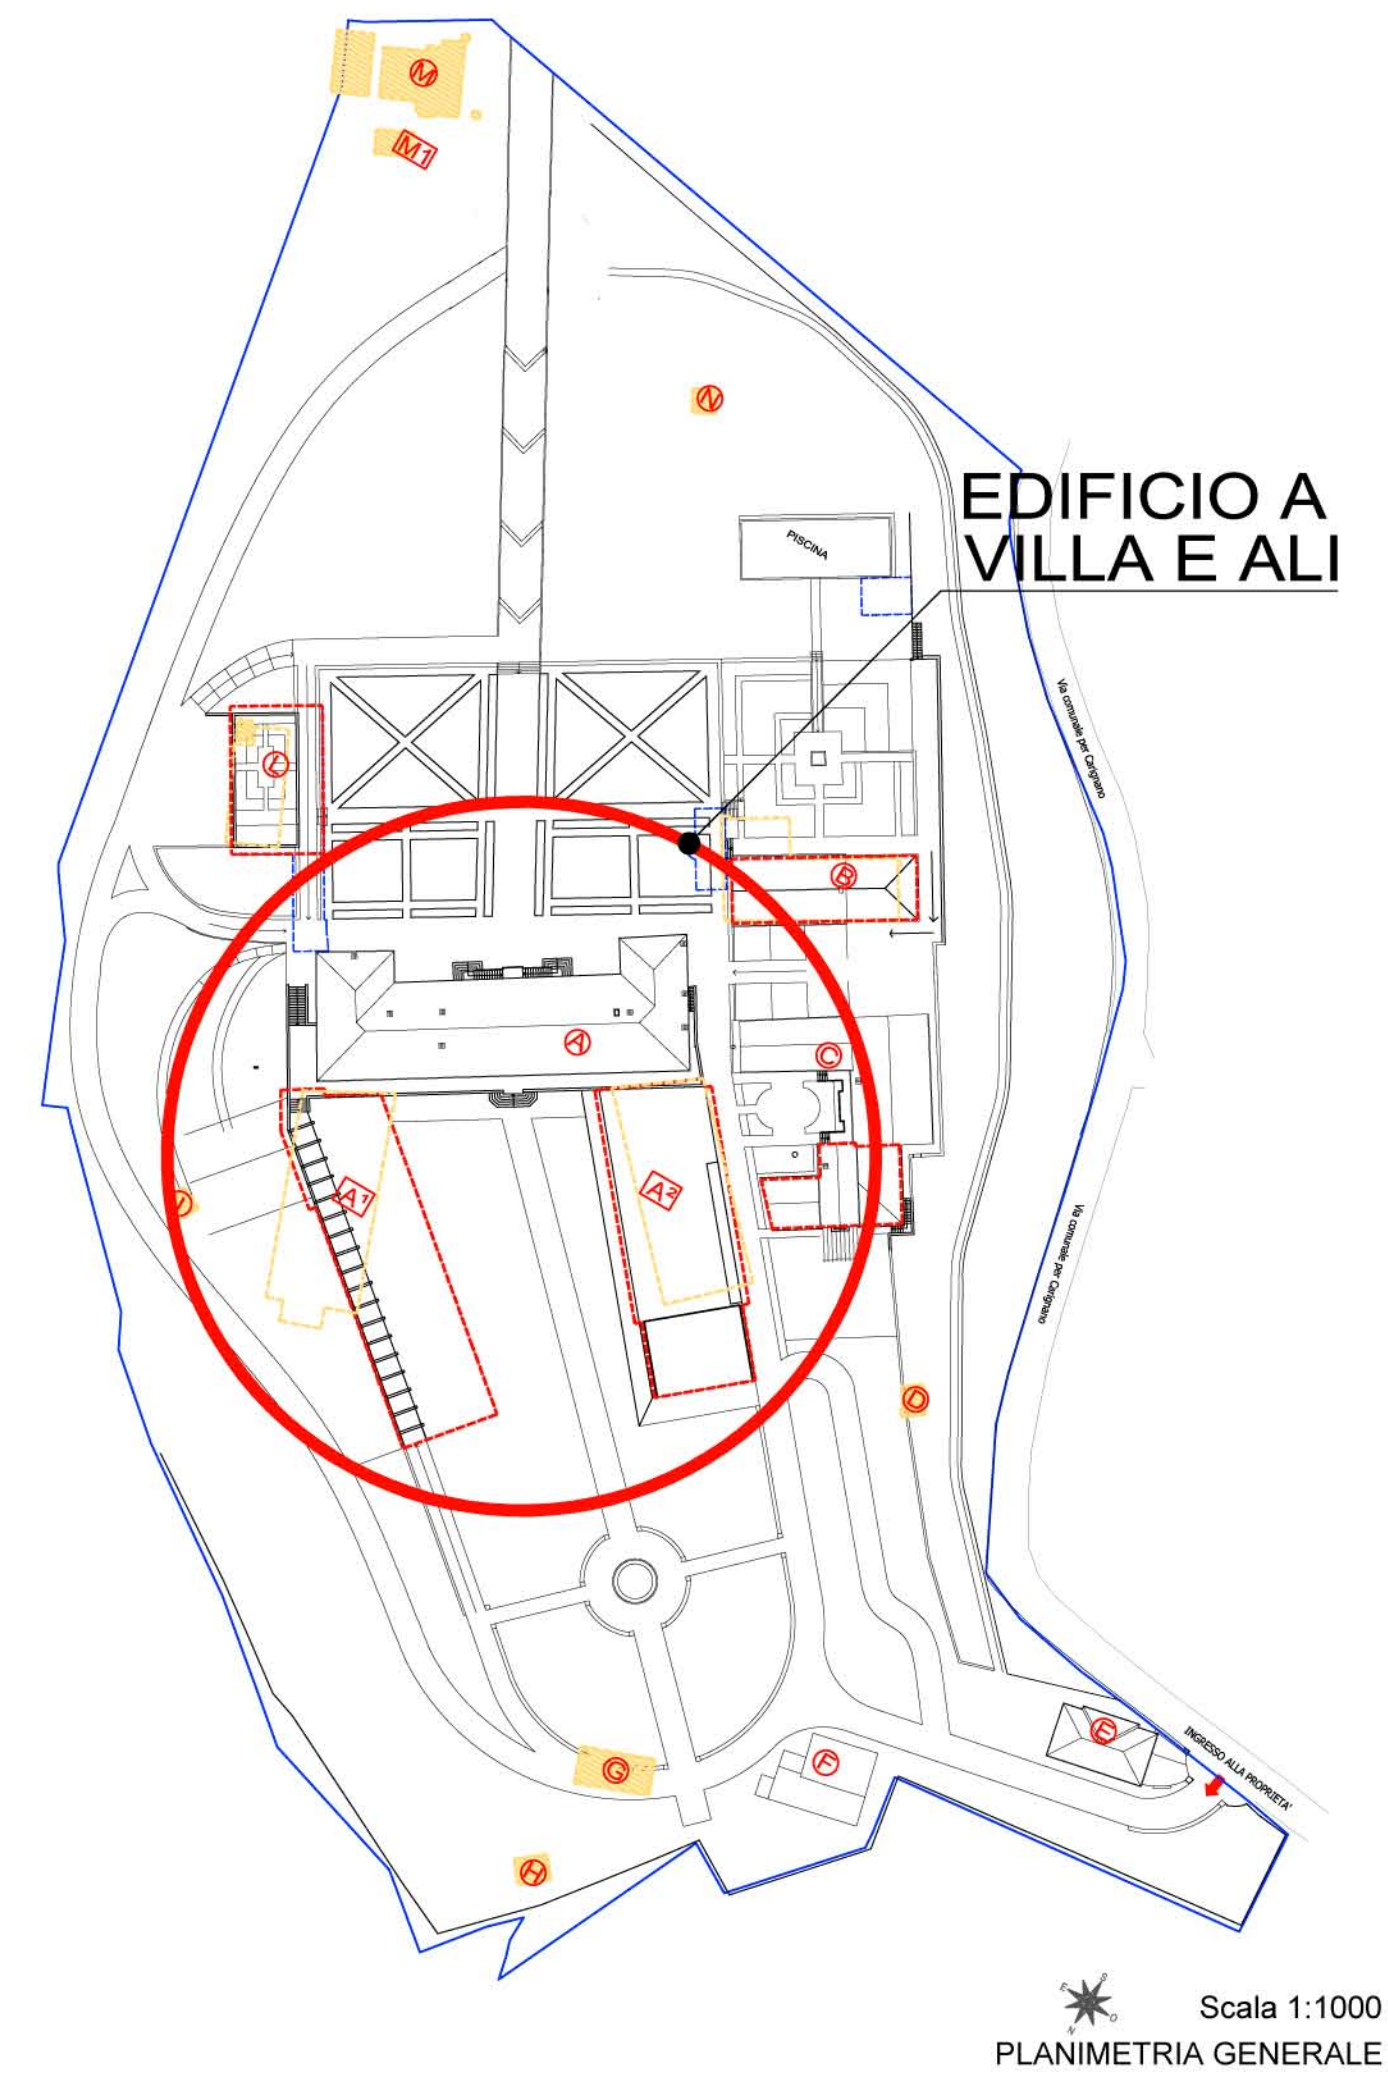 M
M1
N
EDIFICIO A
VILLA E ALI
PISCINA
Via comunale per Carignano
L
B
A
C
A1
A2
I
Via comunale per Carignano
D
E
INGRESSO ALLA PROPRIETA'
F
G
H
S
E
O
N
Scala 1:1000
PLANIMETRIA GENERALE